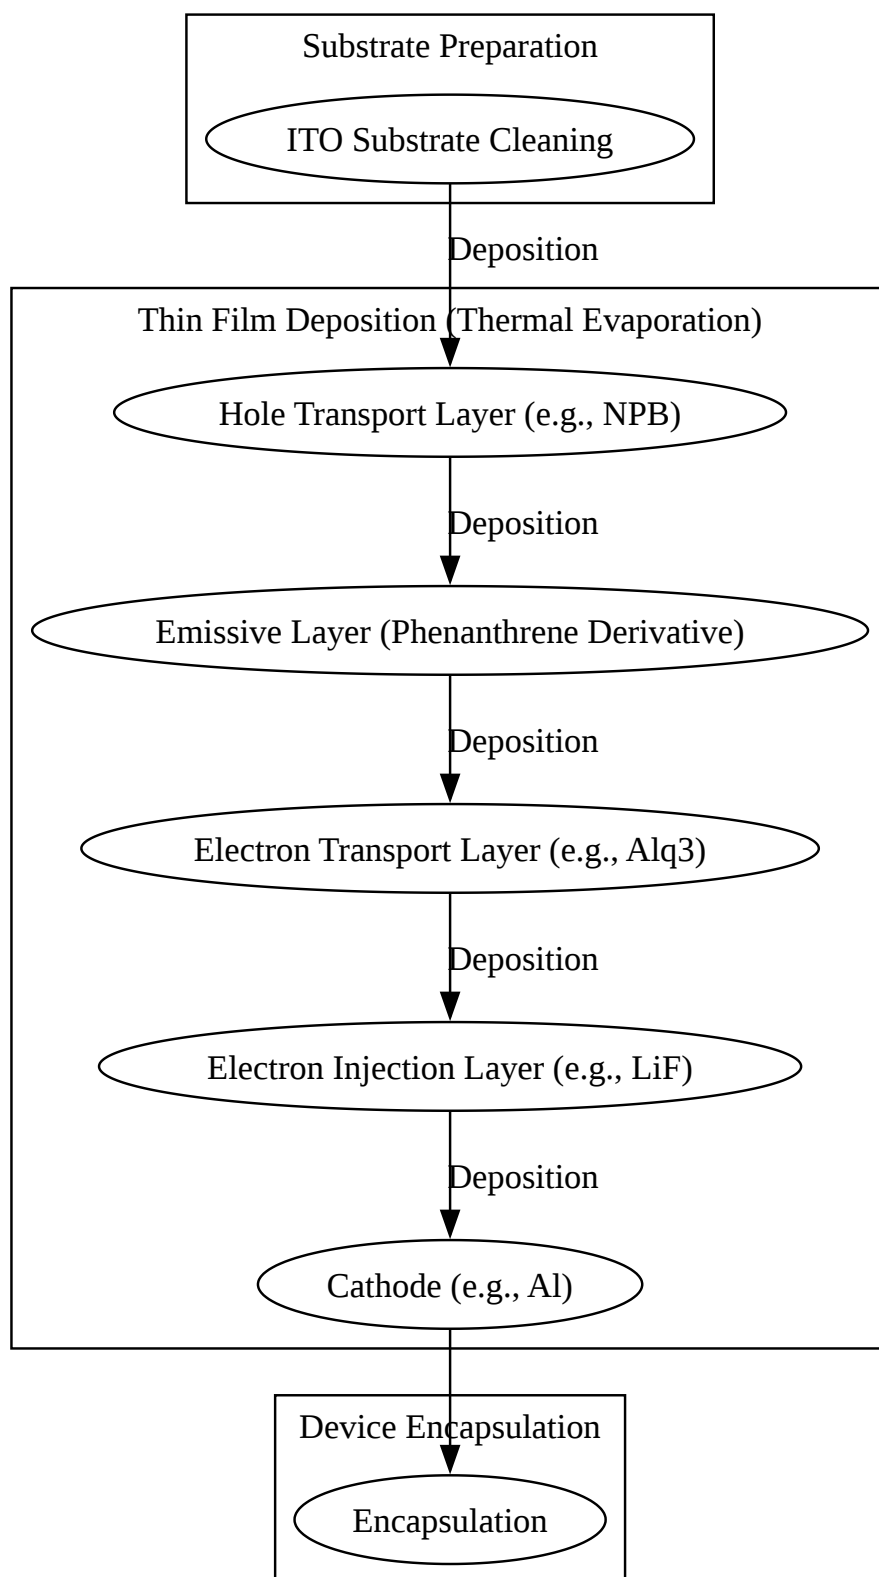 Substrate Preparation
ITO Substrate Cleaning
Deposition
Thin Film Deposition (Thermal Evaporation)
Hole Transport Layer (e.g., NPB)
Deposition
Emissive Layer (Phenanthrene Derivative)
Deposition
Electron Transport Layer (e.g., Alq3)
Deposition
Electron Injection Layer (e.g., LiF)
Deposition
Cathode (e.g., Al)
Device Encapsulation
Encapsulation